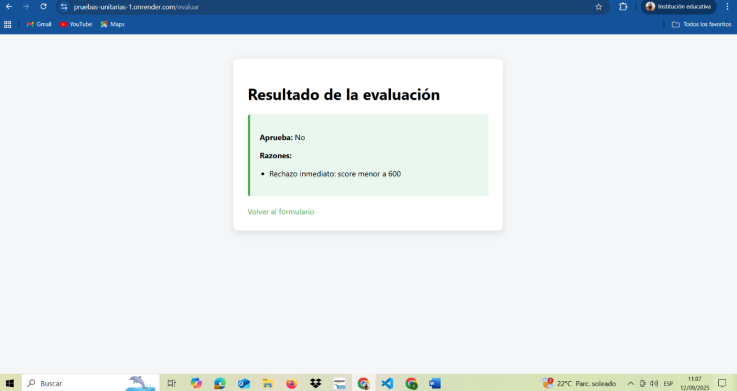 pruebas-unitarias-1.onrender.com/evaluar
Institución educativa
Gmail
YouTube
Maps
Todos los favoritos
Resultado de la evaluación
Aprueba: No
Razones:
• Rechazo inmediato: score menor a 600
Volver al formulario
Buscar
22°C Parc. soleado
ESP
11:07
12/09/2025